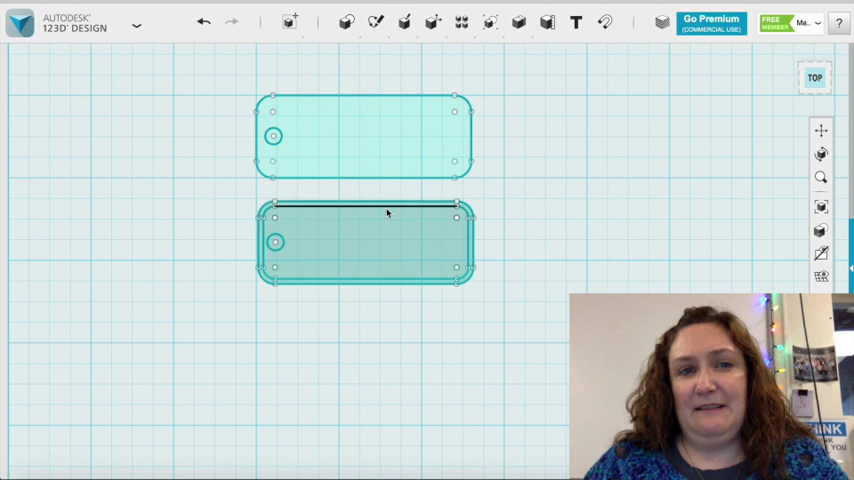 AUTODESK®
123D® DESIGN
T
Go Premium
(COMMERCIAL USE)
FREE
MEMBER
Ma...
?
TOP
THINK